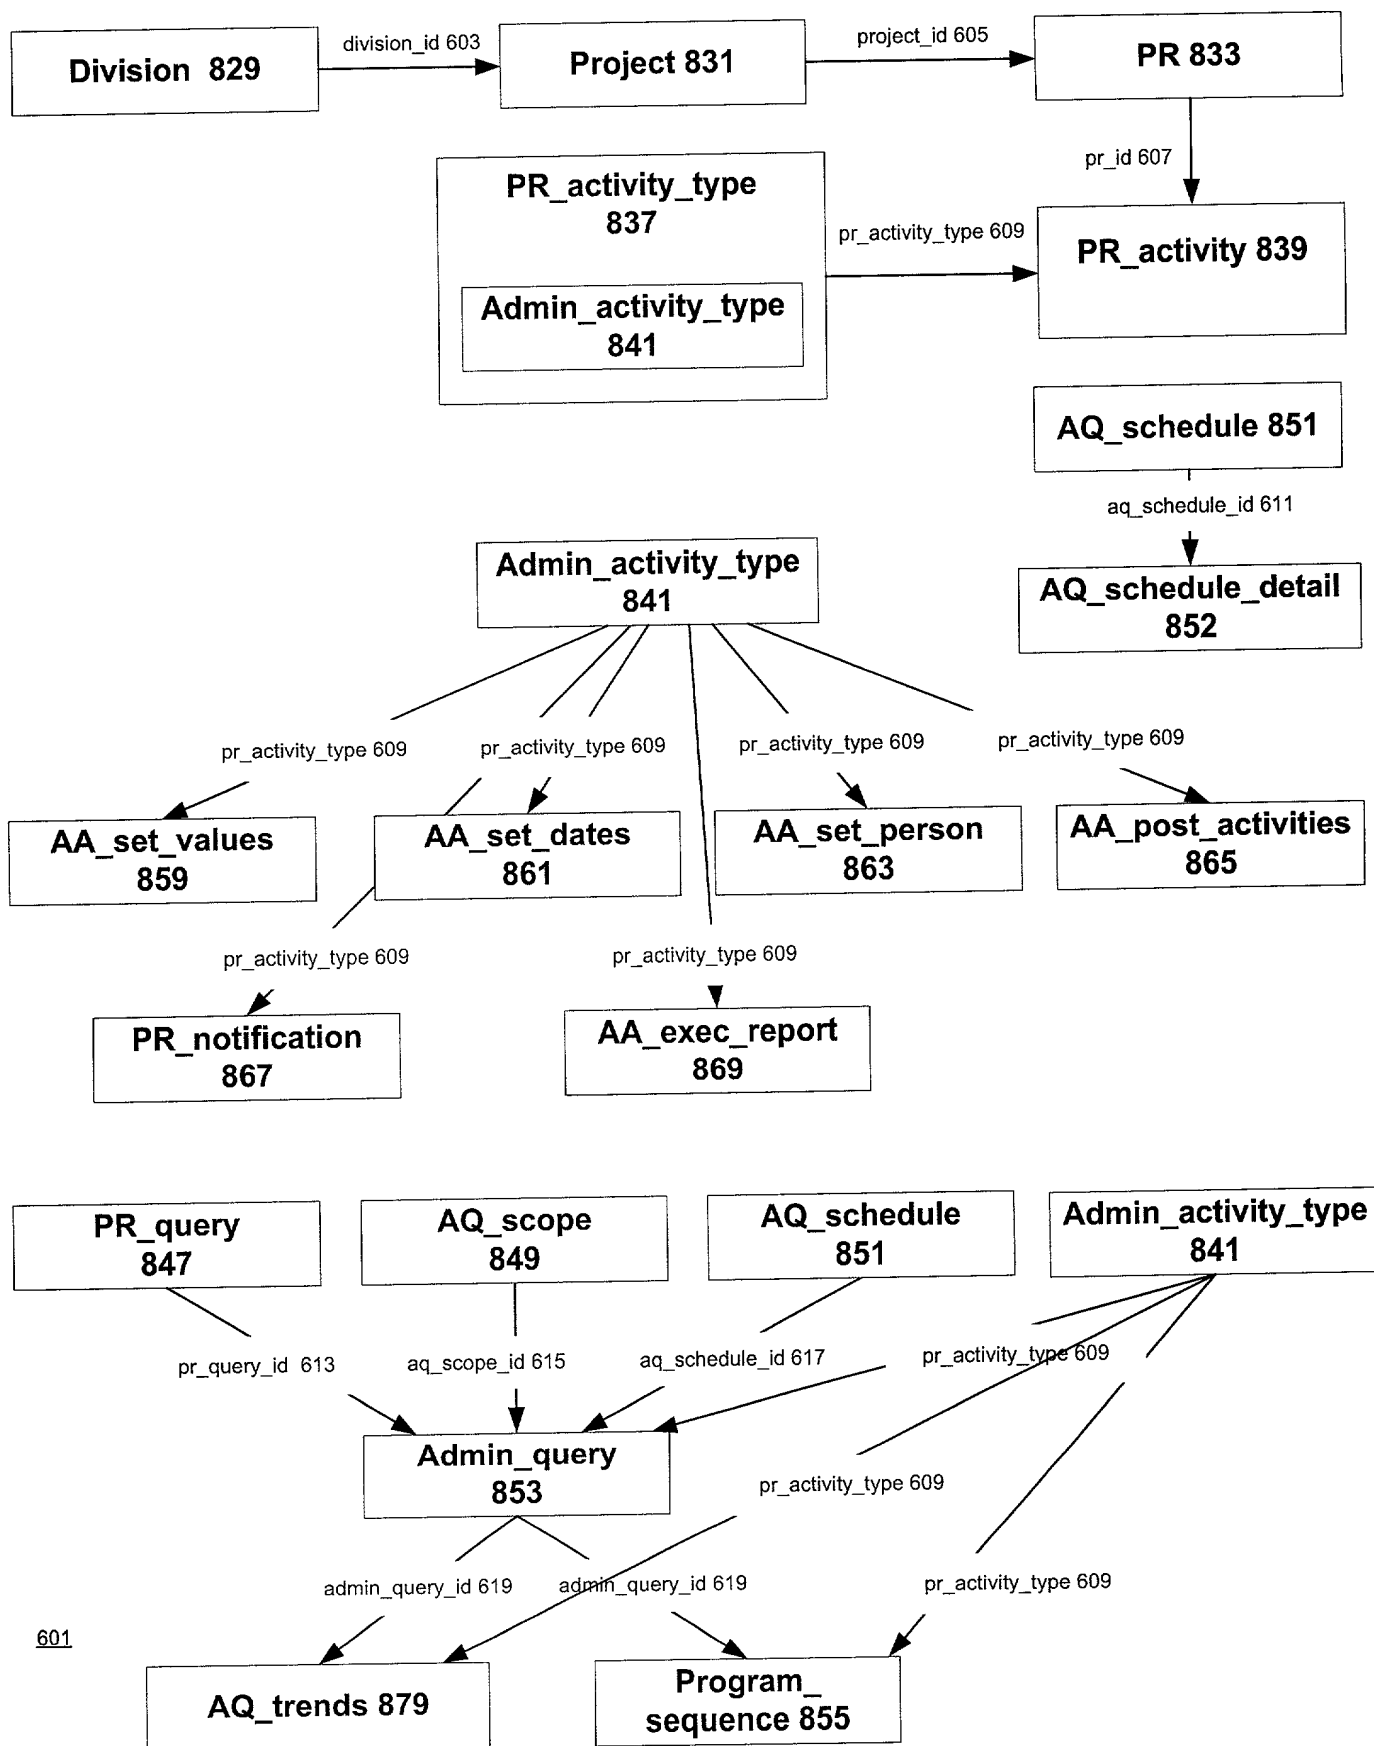 Division 829
division_id 603
Project 831
project_id 605
PR 833
pr_id 607
PR_activity_type
837
Admin_activity_type
841
pr_activity_type 609
PR_activity 839
AQ_schedule 851
aq_schedule_id 611
AQ_schedule_detail
852
Admin_activity_type
841
pr_activity_type 609
pr_activity_type 609
pr_activity_type 609
pr_activity_type 609
AA_set_values
859
AA_set_dates
861
AA_set_person
863
AA_post_activities
865
pr_activity_type 609
pr_activity_type 609
PR_notification
867
AA_exec_report
869
PR_query
847
AQ_scope
849
AQ_schedule
851
Admin_activity_type
841
pr_query_id 613
aq_scope_id 615
aq_schedule_id 617
pr_activity_type 609
Admin_query
853
pr_activity_type 609
admin_query_id 619
admin_query_id 619
pr_activity_type 609
601
AQ_trends 879
Program_
sequence 855